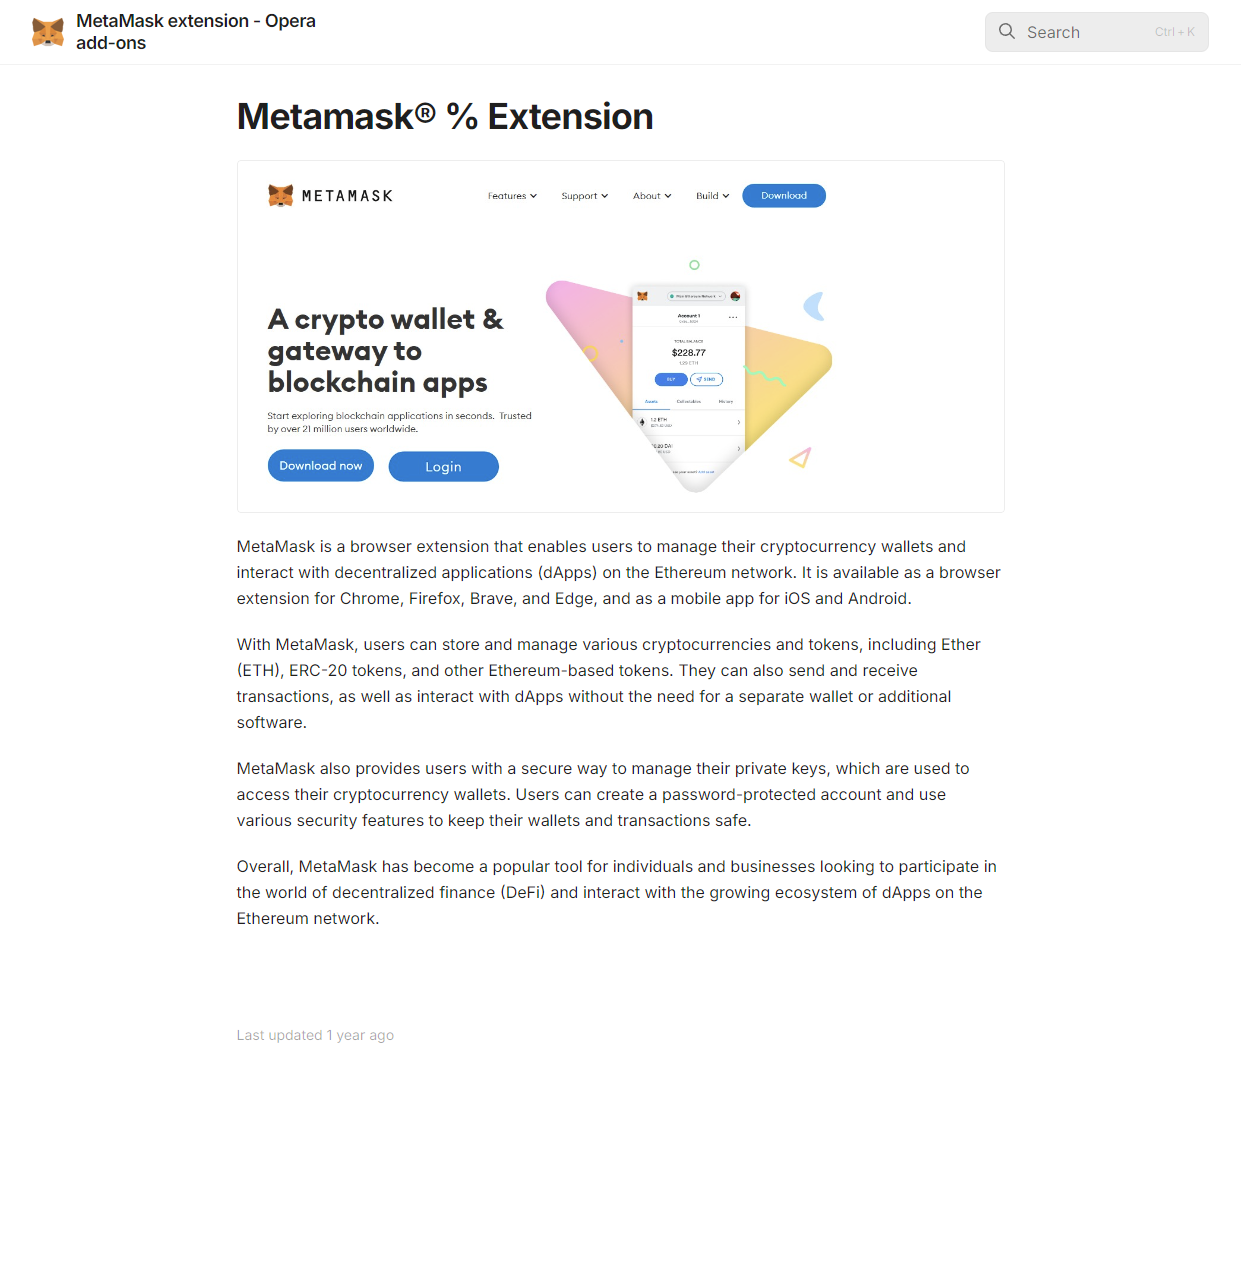 MetaMask extension - Opera
add-ons
Search
Ctrl + K
Metamask® % Extension
METAMASK
Features
Support
About
Build
Download
A crypto wallet &
gateway to
blockchain apps
Start exploring blockchain applications in seconds. Trusted
by over 21 million users worldwide.
Download now
Login
Account 1
TOTAL BALANCE
$228.77
1.20 ETH
BUY
SEND
Assets
Collectables
History
1.2 ETH
MetaMask is a browser extension that enables users to manage their cryptocurrency wallets and
interact with decentralized applications (dApps) on the Ethereum network. It is available as a browser
extension for Chrome, Firefox, Brave, and Edge, and as a mobile app for iOS and Android.
With MetaMask, users can store and manage various cryptocurrencies and tokens, including Ether
(ETH), ERC-20 tokens, and other Ethereum-based tokens. They can also send and receive
transactions, as well as interact with dApps without the need for a separate wallet or additional
software.
MetaMask also provides users with a secure way to manage their private keys, which are used to
access their cryptocurrency wallets. Users can create a password-protected account and use
various security features to keep their wallets and transactions safe.
Overall, MetaMask has become a popular tool for individuals and businesses looking to participate in
the world of decentralized finance (DeFi) and interact with the growing ecosystem of dApps on the
Ethereum network.
Last updated 1 year ago